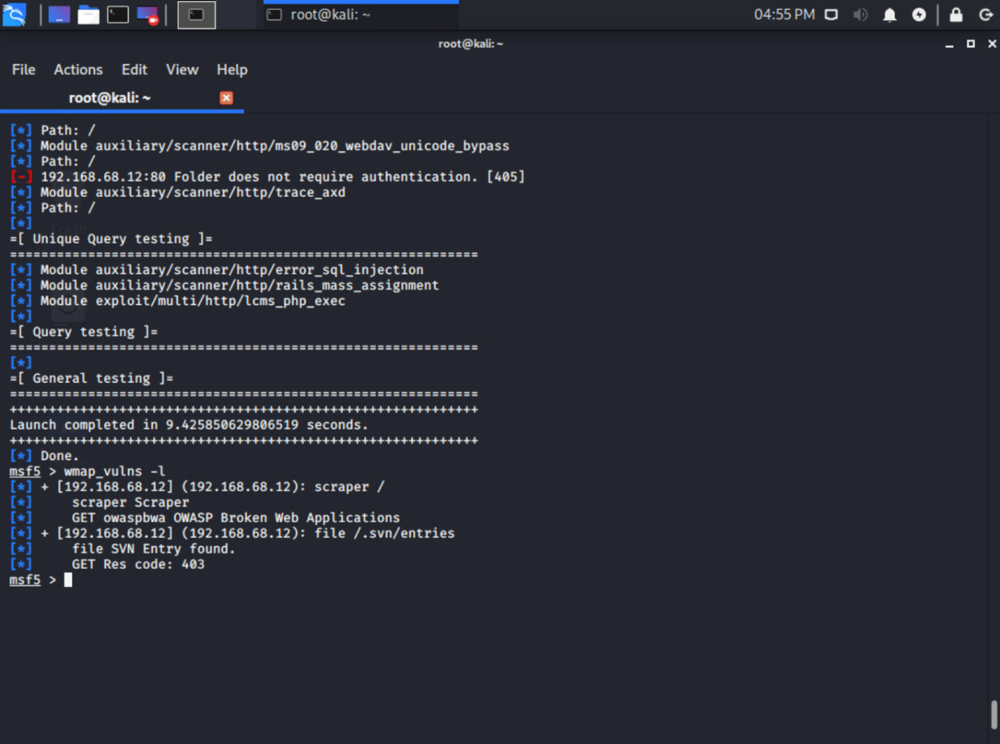 root@kali: ~
04:55 PM
root@kali: ~
File Actions Edit View Help
root@kali: ~
[*] Path: /
[*] Module auxiliary/scanner/http/ms09_020_webdav_unicode_bypass
[*] Path: /
[-] 192.168.68.12:80 Folder does not require authentication. [405]
[*] Module auxiliary/scanner/http/trace_axd
[*] Path: /
[*]
Trash
=[ Unique Query testing ]=
============================================================
[*] Module auxiliary/scanner/http/error_sql_injection
[*] Module auxiliary/scanner/http/rails_mass_assignment
[*] Module exploit/multi/http/lcms_php_exec
[*]
=[ Query testing ]=
============================================================
[*]
=[ General testing ]=
============================================================
++++++++++++++++++++++++++++++++++++++++++++++++++++++++++++
Launch completed in 9.425850629806519 seconds.
++++++++++++++++++++++++++++++++++++++++++++++++++++++++++++
[*] Done.
msf5 > wmap_vulns -l
[*] + [192.168.68.12] (192.168.68.12): scraper /
[*]     scraper Scraper
[*]     GET owaspbwa OWASP Broken Web Applications
[*] + [192.168.68.12] (192.168.68.12): file /.svn/entries
[*]     file SVN Entry found.
[*]     GET Res code: 403
msf5 >